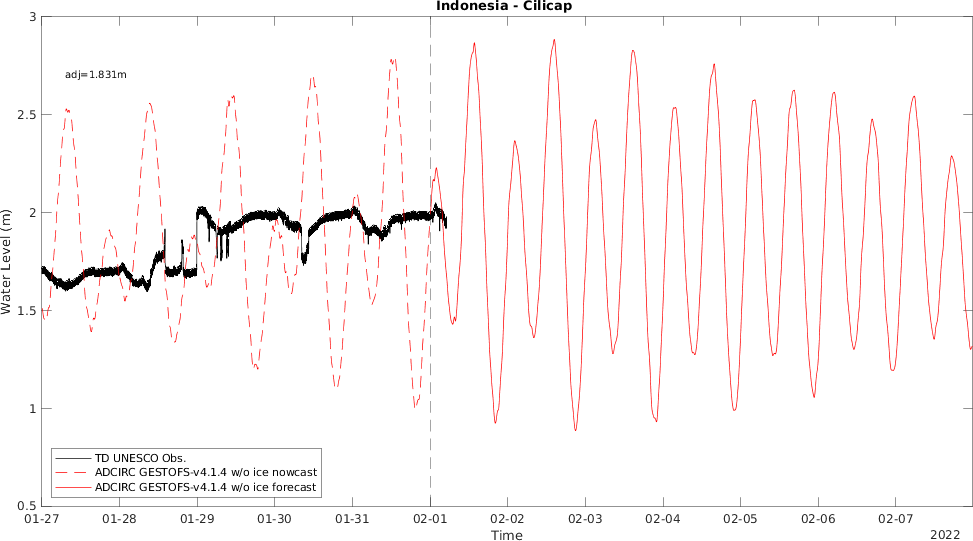 Indonesia - Cilicap
adj=1.831m
3
2.5
2
1.5
1
0.5
Water Level (m)
TD UNESCO Obs.
ADCIRC GESTOFS-v4.1.4 w/o ice nowcast
ADCIRC GESTOFS-v4.1.4 w/o ice forecast
01-27 01-28 01-29 01-30 01-31 02-01 02-02 02-03 02-04 02-05 02-06 02-07
Time
2022